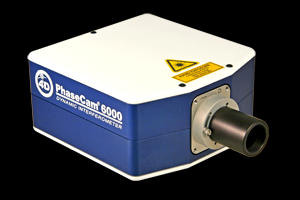 4D
PhaseCam® 6000
DYNAMIC INTERFEROMETER